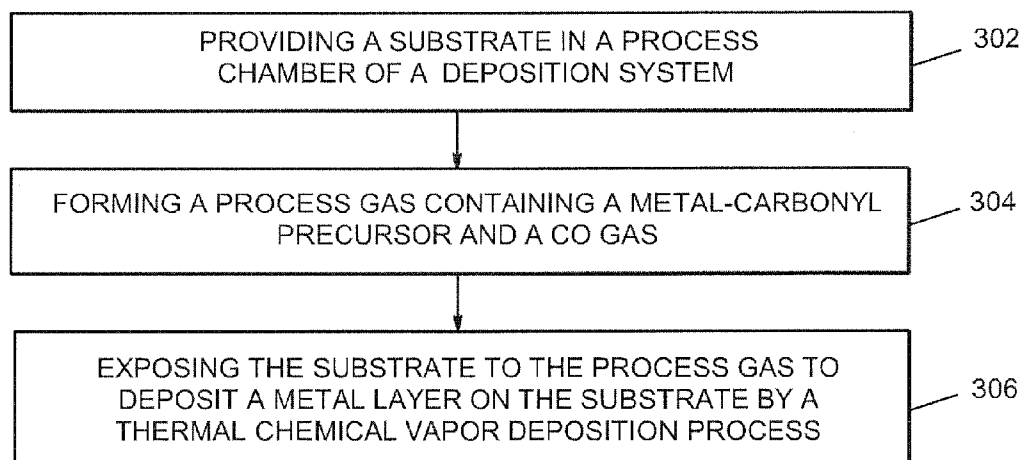 PROVIDING A SUBSTRATE IN A PROCESS
CHAMBER OF A DEPOSITION SYSTEM
302
FORMING A PROCESS GAS CONTAINING A METAL-CARBONYL
PRECURSOR AND A CO GAS
304
EXPOSING THE SUBSTRATE TO THE PROCESS GAS TO
DEPOSIT A METAL LAYER ON THE SUBSTRATE BY A
THERMAL CHEMICAL VAPOR DEPOSITION PROCESS
306